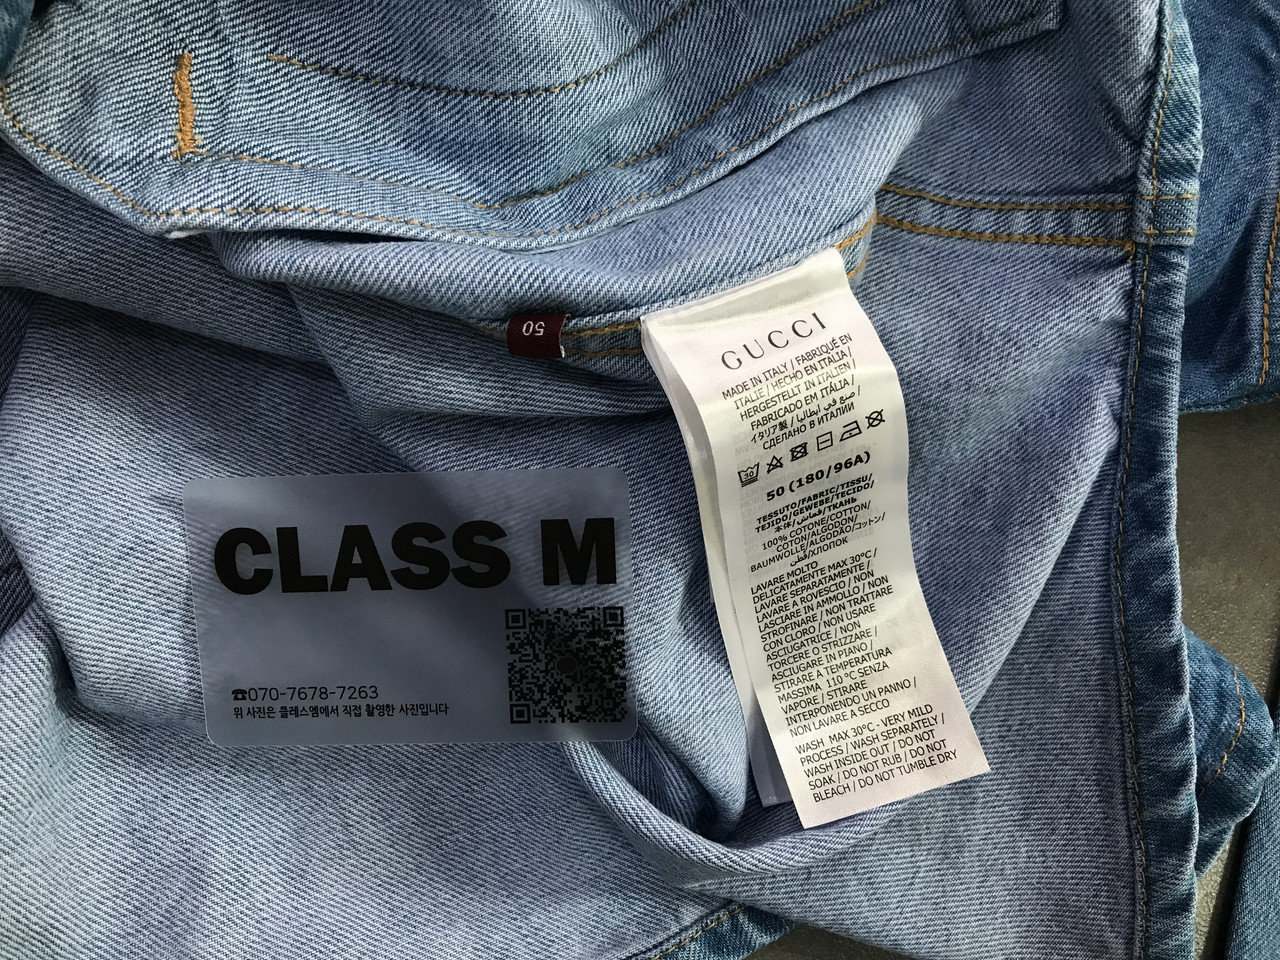 50
GUCCI
MADE IN ITALY / FABRIQUÉ EN
ITALIE / HECHO EN ITALIA /
HERGESTELLT IN ITALIEN /
FABRICADO EM ITÁLIA /
صنع في إيطاليا /
イタリア製 /
СДЕЛАНО В ИТАЛИИ
30
50 (180/96A)
TESSUTO/FABRIC/TISSU/
TEJIDO/GEWEBE/TECIDO/
本体/قماش/ТКАНЬ
100% COTONE/COTTON/
COTON/ALGODON/
BAUMWOLLE/ALGODÃO/コットン/
قطن/ХЛОПОК
LAVARE MOLTO
DELICATAMENTE MAX 30°C /
LAVARE SEPARATAMENTE /
LAVARE A ROVESCIO / NON
LASCIARE IN AMMOLLO / NON
STROFINARE / NON TRATTARE
CON CLORO / NON USARE
ASCIUGATRICE / NON
TORCERE O STRIZZARE /
ASCIUGARE IN PIANO /
STIRARE A TEMPERATURA
MASSIMA 110 °C SENZA
VAPORE / STIRARE
INTERPONENDO UN PANNO /
NON LAVARE A SECCO
WASH MAX 30°C - VERY MILD
PROCESS / WASH SEPARATELY /
WASH INSIDE OUT / DO NOT
SOAK / DO NOT RUB / DO NOT
BLEACH / DO NOT TUMBLE DRY
CLASS M
☎070-7678-7263
위 사진은 클래스엠에서 직접 촬영한 사진입니다